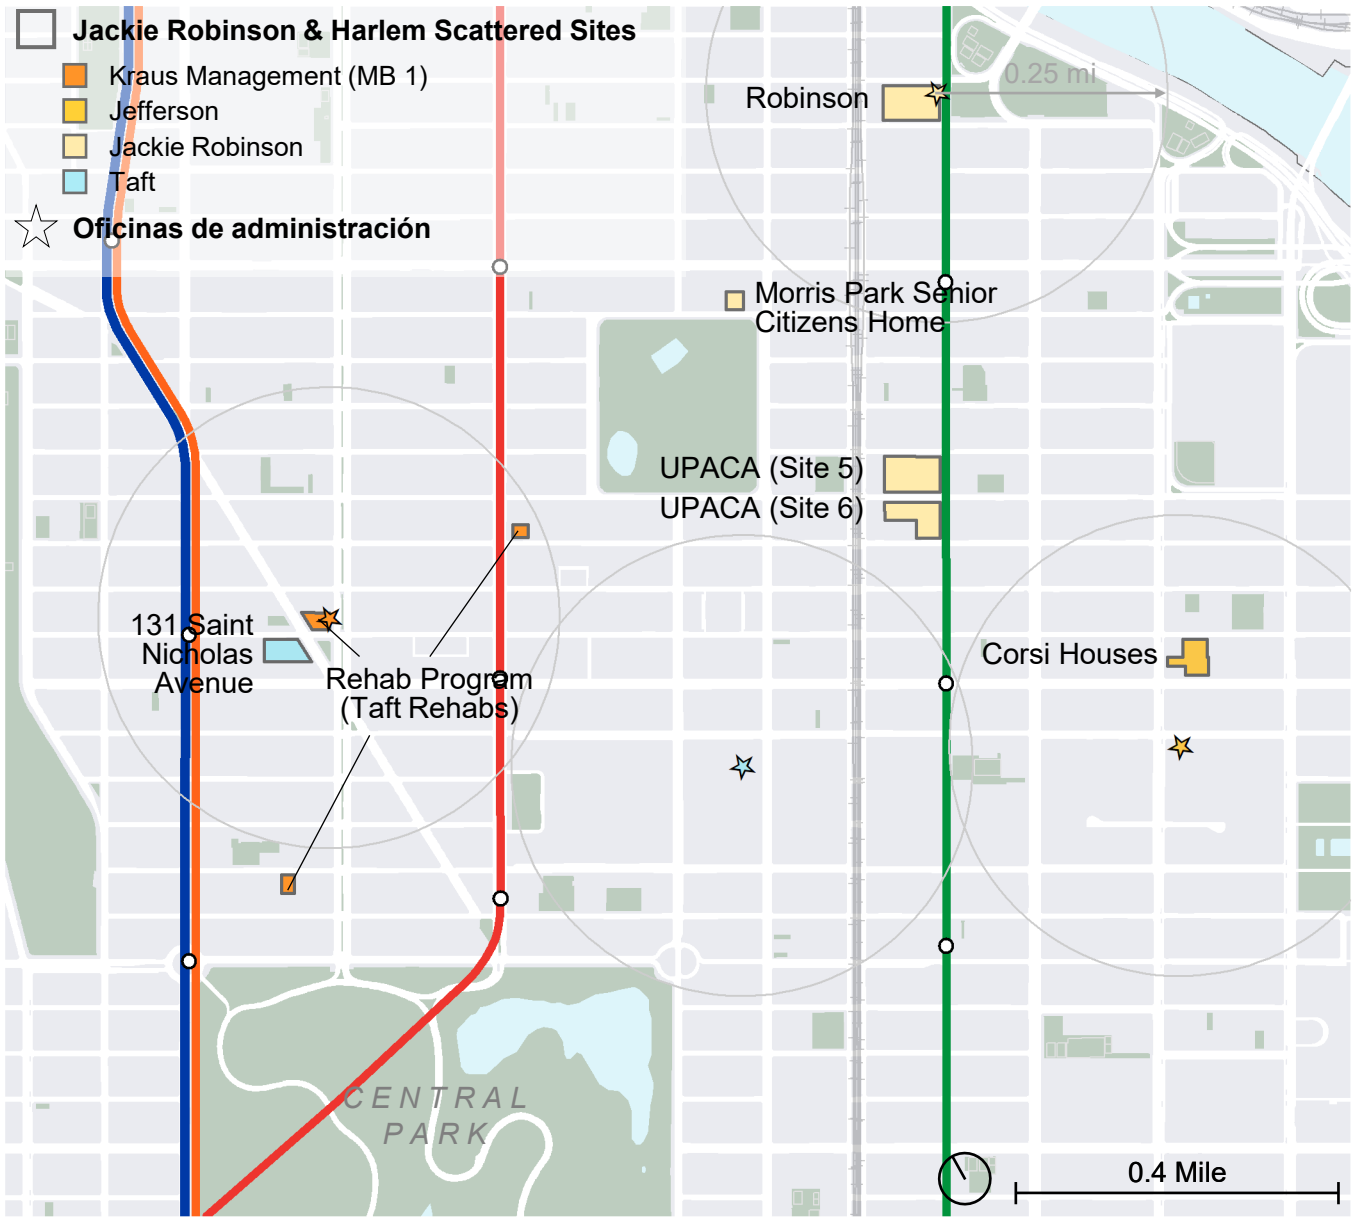 Jackie Robinson & Harlem Scattered Sites
Kraus Management (MB 1)
Jefferson
Jackie Robinson
Taft
Oficinas de administración
0.25 mi
Robinson
Morris Park Senior
Citizens Home
UPACA (Site 5)
UPACA (Site 6)
131 Saint
Nicholas
Avenue
Rehab Program
(Taft Rehabs)
Corsi Houses
CENTRAL
PARK
0.4 Mile